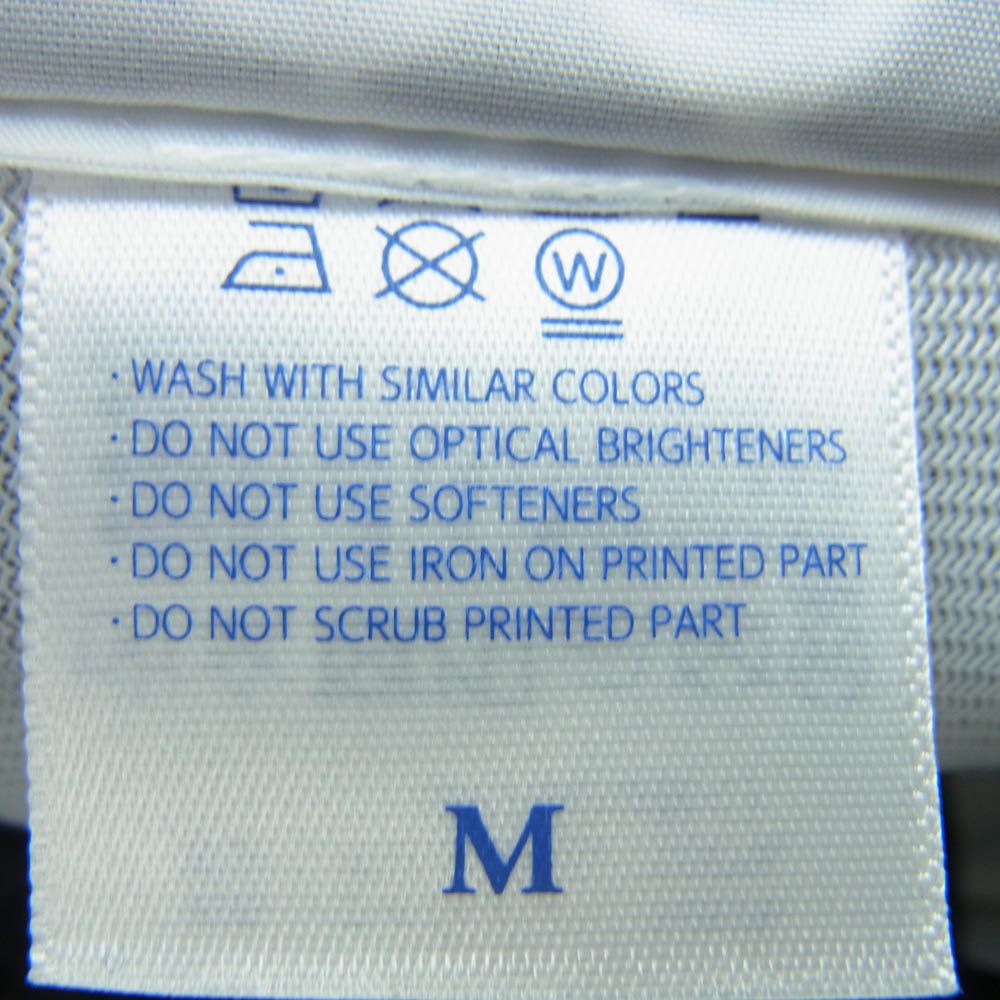 W
· WASH WITH SIMILAR COLORS
· DO NOT USE OPTICAL BRIGHTENERS
· DO NOT USE SOFTENERS
· DO NOT USE IRON ON PRINTED PART
· DO NOT SCRUB PRINTED PART
M